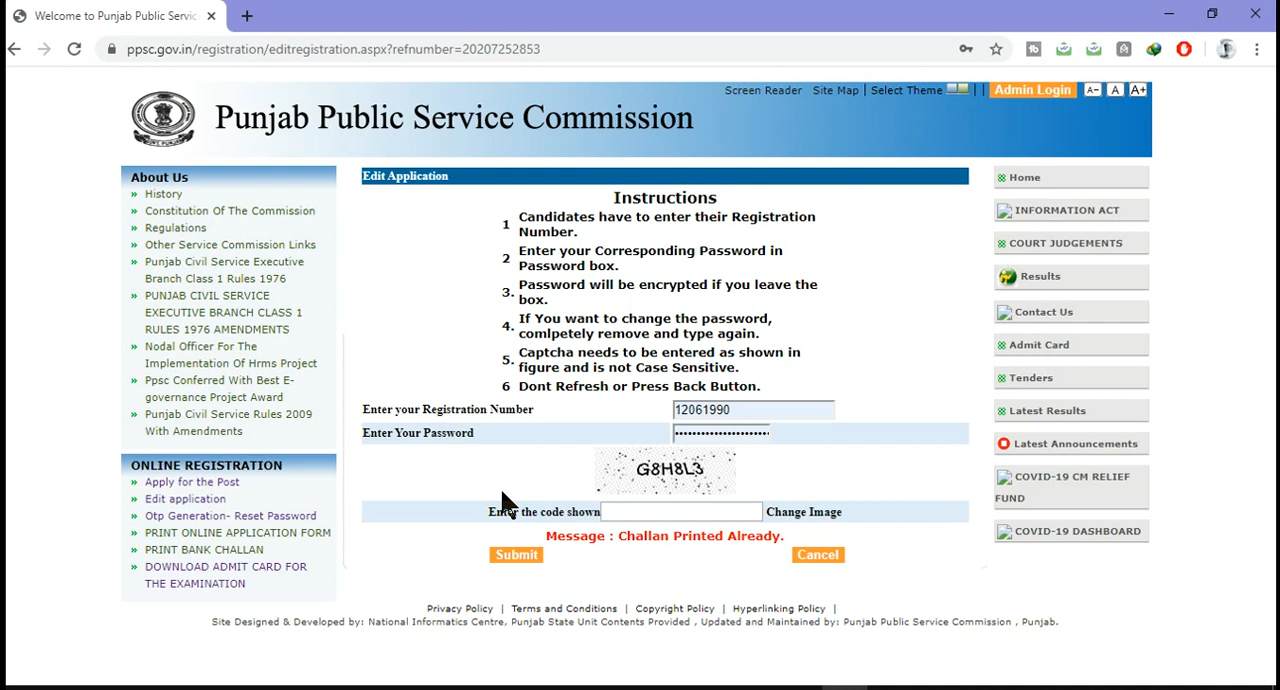 Welcome to Punjab Public Servic
ppsc.gov.in/registration/editregistration.aspx?refnumber=20207252853
Screen Reader Site Map | Select Theme | | Admin Login A- A A+
Punjab Public Service Commission
About Us
» History
» Constitution Of The Commission
» Regulations
» Other Service Commission Links
» Punjab Civil Service Executive
Branch Class 1 Rules 1976
» PUNJAB CIVIL SERVICE
EXECUTIVE BRANCH CLASS 1
RULES 1976 AMENDMENTS
» Nodal Officer For The
Implementation Of Hrms Project
» Ppsc Conferred With Best E-
governance Project Award
» Punjab Civil Service Rules 2009
With Amendments
ONLINE REGISTRATION
» Apply for the Post
» Edit application
» Otp Generation- Reset Password
» PRINT ONLINE APPLICATION FORM
» PRINT BANK CHALLAN
» DOWNLOAD ADMIT CARD FOR
THE EXAMINATION
Edit Application
Instructions
1 Candidates have to enter their Registration
Number.
2 Enter your Corresponding Password in
Password box.
3. Password will be encrypted if you leave the
box.
4. If You want to change the password,
comlpetely remove and type again.
5. Captcha needs to be entered as shown in
figure and is not Case Sensitive.
6 Dont Refresh or Press Back Button.
Enter your Registration Number 12061990
Enter Your Password
G8H8L3
Enter the code shown Change Image
Message : Challan Printed Already.
Submit Cancel
Home
INFORMATION ACT
COURT JUDGEMENTS
Results
Contact Us
Admit Card
Tenders
Latest Results
Latest Announcements
COVID-19 CM RELIEF
FUND
COVID-19 DASHBOARD
Privacy Policy | Terms and Conditions | Copyright Policy | Hyperlinking Policy |
Site Designed & Developed by: National Informatics Centre, Punjab State Unit Contents Provided , Updated and Maintained by: Punjab Public Service Commission , Punjab.